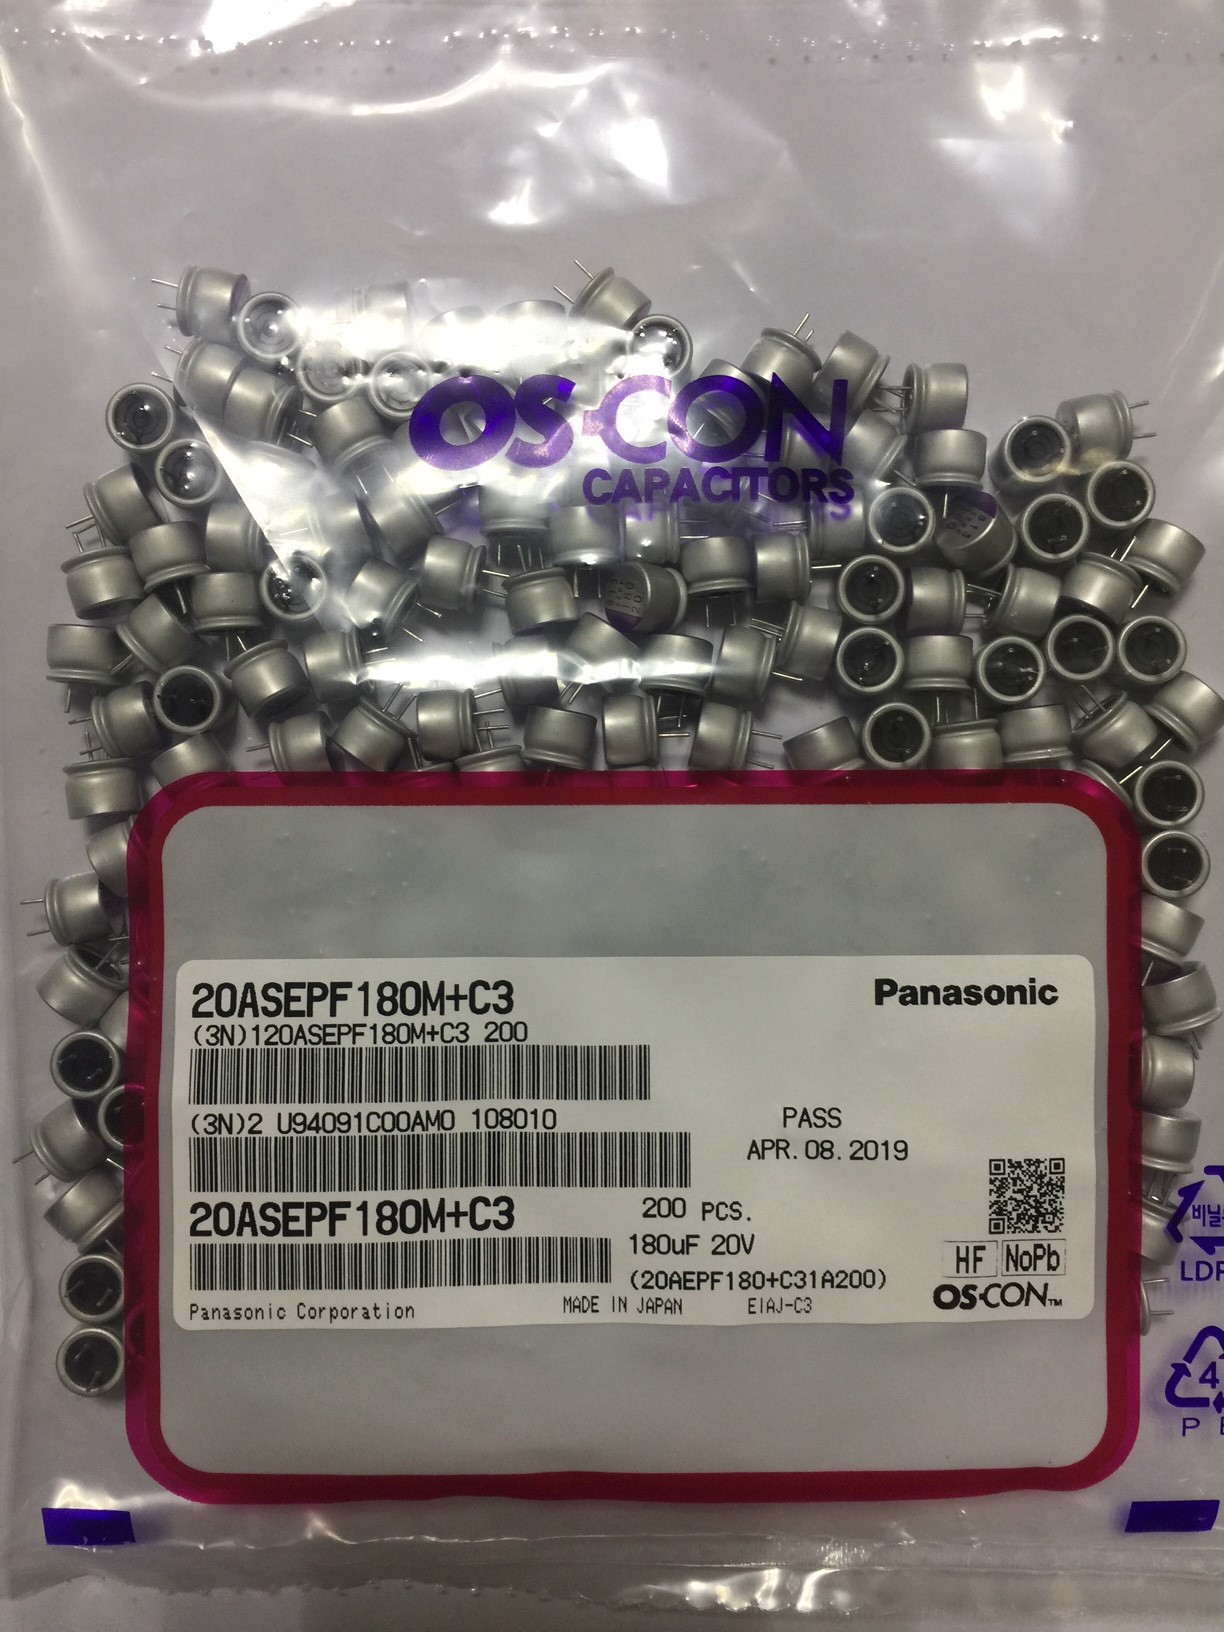 OS-CON
CAPACITORS
20ASEPF180M+C3
Panasonic
(3N)120ASEPF180M+C3 200
(3N)2 U94091C00AM0 108010
PASS
APR.08.2019
20ASEPF180M+C3
200 PCS.
180uF 20V
(20AEPF180+C31A200)
HF NoPb
OS-CON™
Panasonic Corporation
MADE IN JAPAN
EIAJ-C3
비닐
LDP
4
P